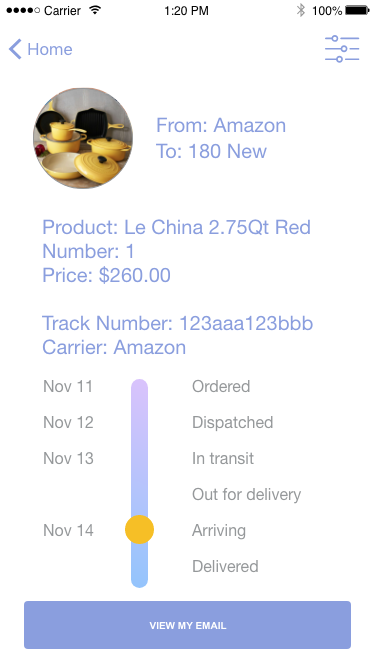 Carrier 1:20 PM 100%
Home
From: Amazon
To: 180 New
Product: Le China 2.75Qt Red
Number: 1
Price: $260.00
Track Number: 123aaa123bbb
Carrier: Amazon
Nov 11 Ordered
Nov 12 Dispatched
Nov 13 In transit
Out for delivery
Nov 14 Arriving
Delivered
VIEW MY EMAIL